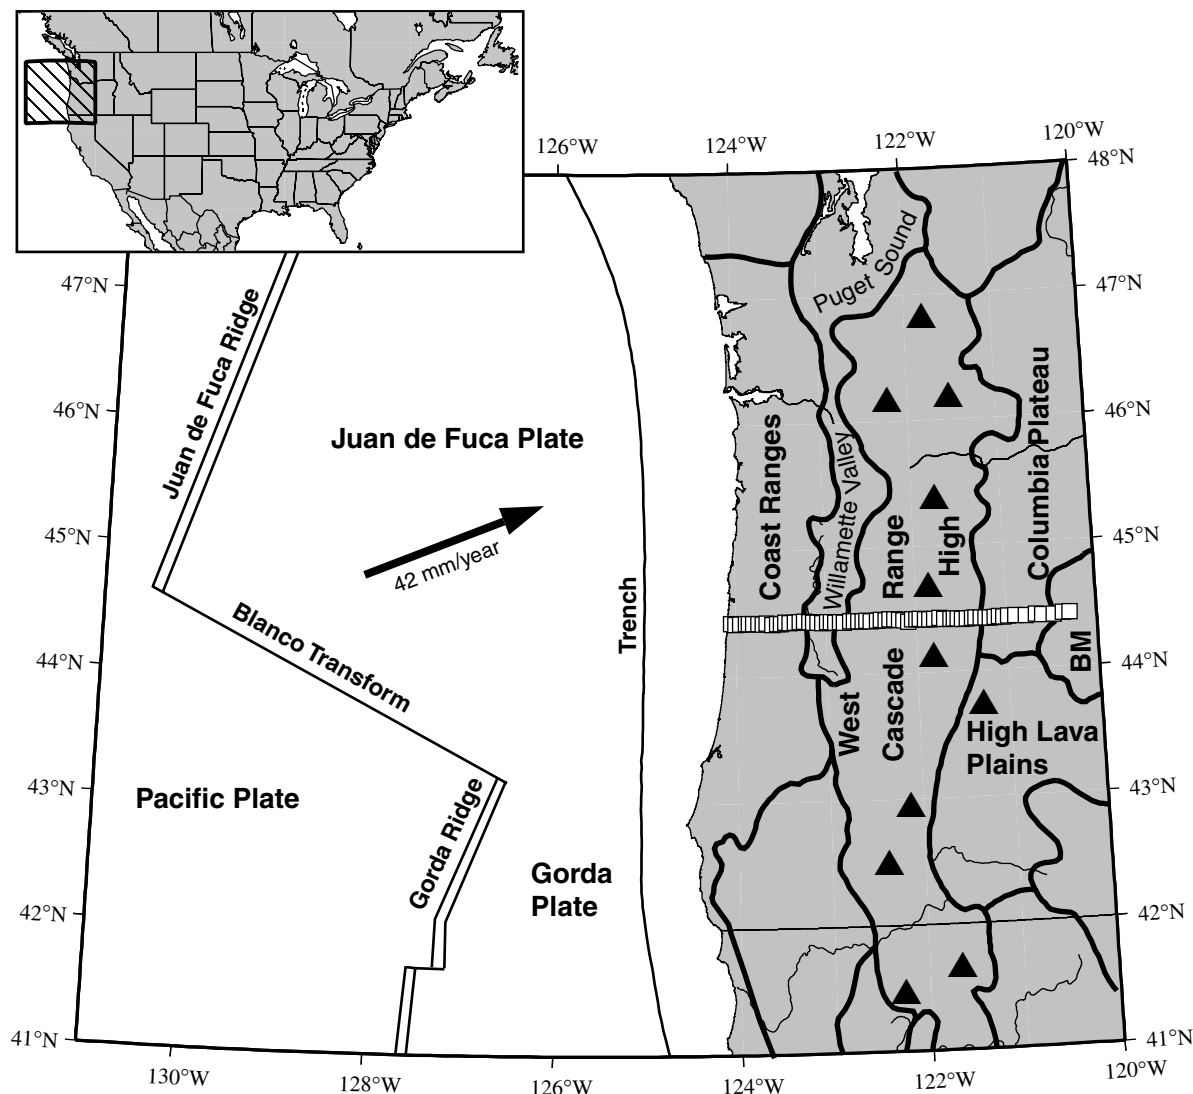 126°W
124°W
122°W
120°W
48°N
47°N
47°N
Puget Sound
Juan de Fuca Ridge
46°N
46°N
Juan de Fuca Plate
Coast Ranges
Willamette Valley
Columbia Plateau
45°N
45°N
42 mm/year
Range
High
Trench
Blanco Transform
44°N
44°N
BM
West
Cascade
High Lava
Plains
43°N
43°N
Pacific Plate
Gorda Ridge
Gorda
Plate
42°N
42°N
41°N
41°N
130°W
128°W
126°W
124°W
122°W
120°W